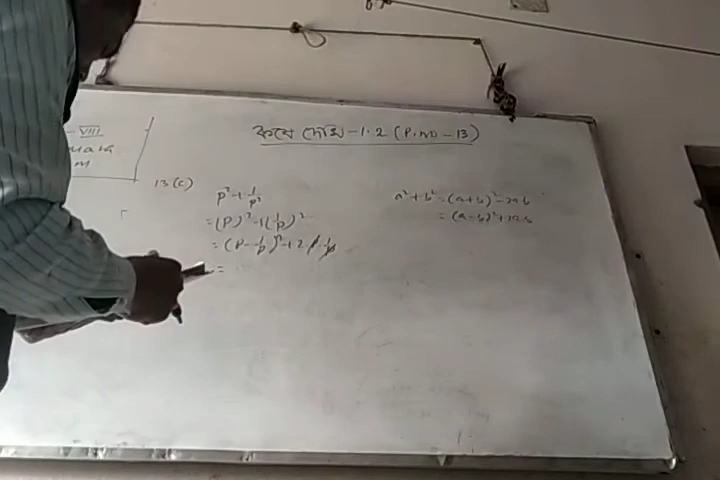 কষে দেখি - 1.2 (P.NO - 13)
- VIII
m
13 (c)
p² + 1/p²
= (P)² + (1/p)²
= (P - 1/p)² + 2.p.1/p
=
a² + b² = (a+b)² - 2ab
= (a-b)² + 2ab